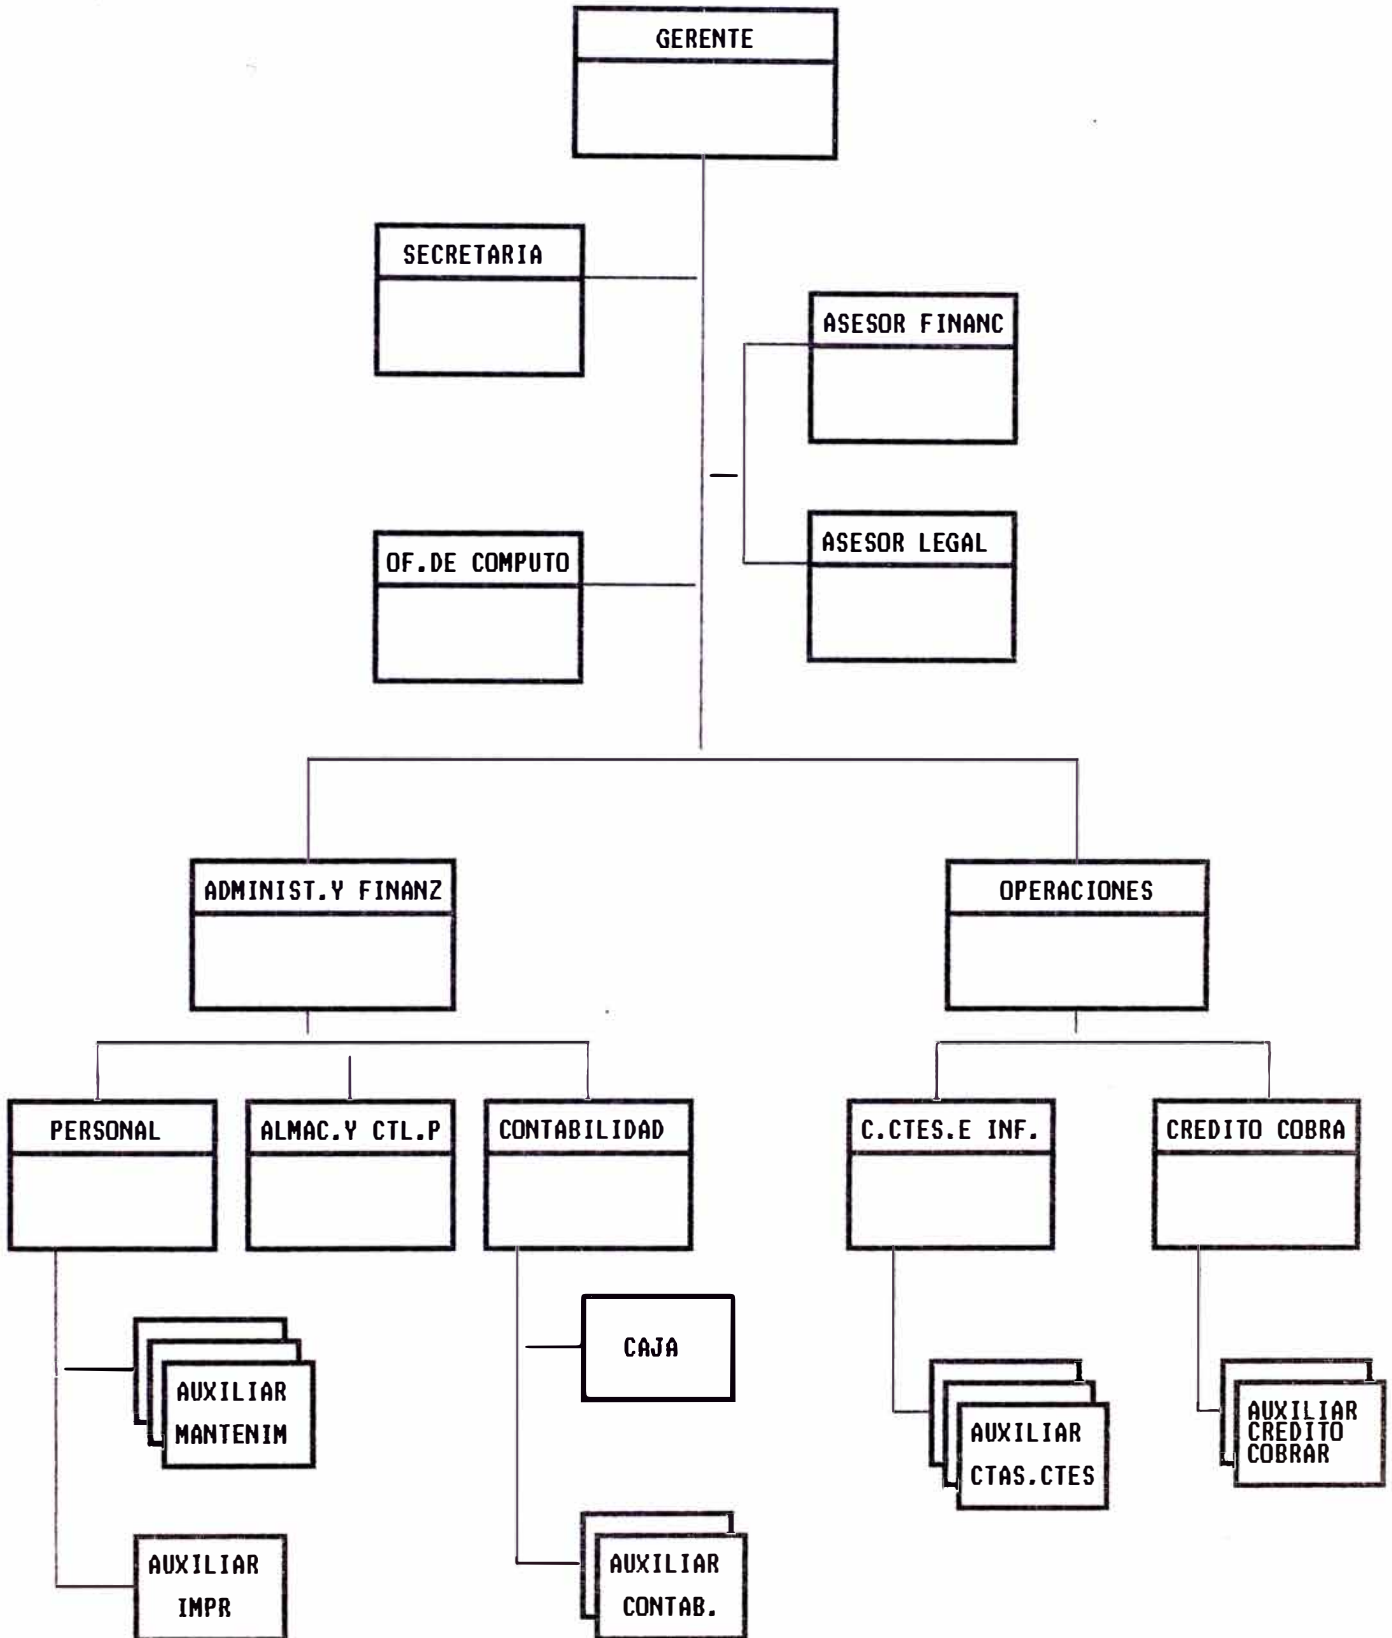 GERENTE
SECRETARIA
ASESOR FINANC
OF.DE COMPUTO
ASESOR LEGAL
ADMINIST.Y FINANZ
OPERACIONES
PERSONAL
ALMAC.Y CTL.P
CONTABILIDAD
C.CTES.E INF.
CREDITO COBRA
AUXILIAR
MANTENIM
CAJA
AUXILIAR
CTAS.CTES
AUXILIAR
CREDITO
COBRAR
AUXILIAR
IMPR
AUXILIAR
CONTAB.